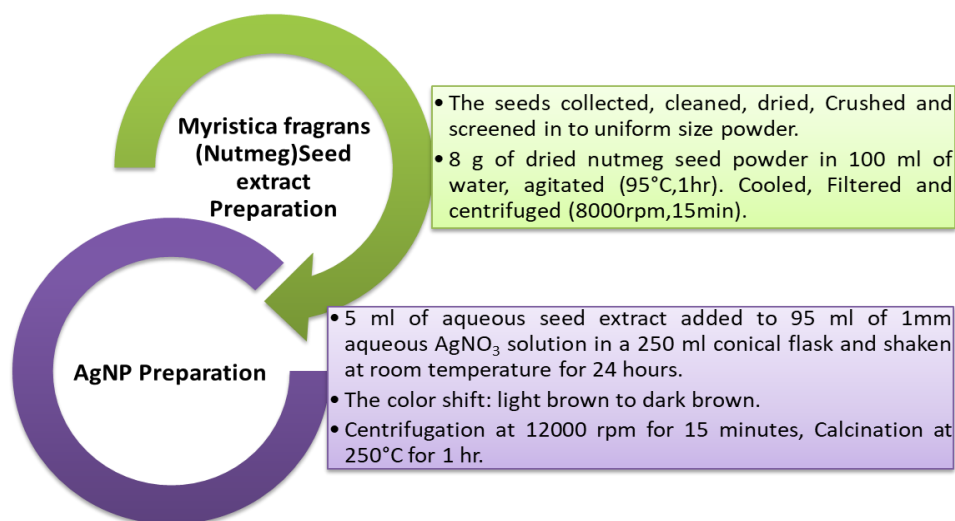 Myristica fragrans
(Nutmeg)Seed
extract
Preparation
• The seeds collected, cleaned, dried, Crushed and
screened in to uniform size powder.
• 8 g of dried nutmeg seed powder in 100 ml of
water, agitated (95°C,1hr). Cooled, Filtered and
centrifuged (8000rpm,15min).
AgNP Preparation
• 5 ml of aqueous seed extract added to 95 ml of 1mm
aqueous AgNO₃ solution in a 250 ml conical flask and shaken
at room temperature for 24 hours.
• The color shift: light brown to dark brown.
• Centrifugation at 12000 rpm for 15 minutes, Calcination at
250°C for 1 hr.